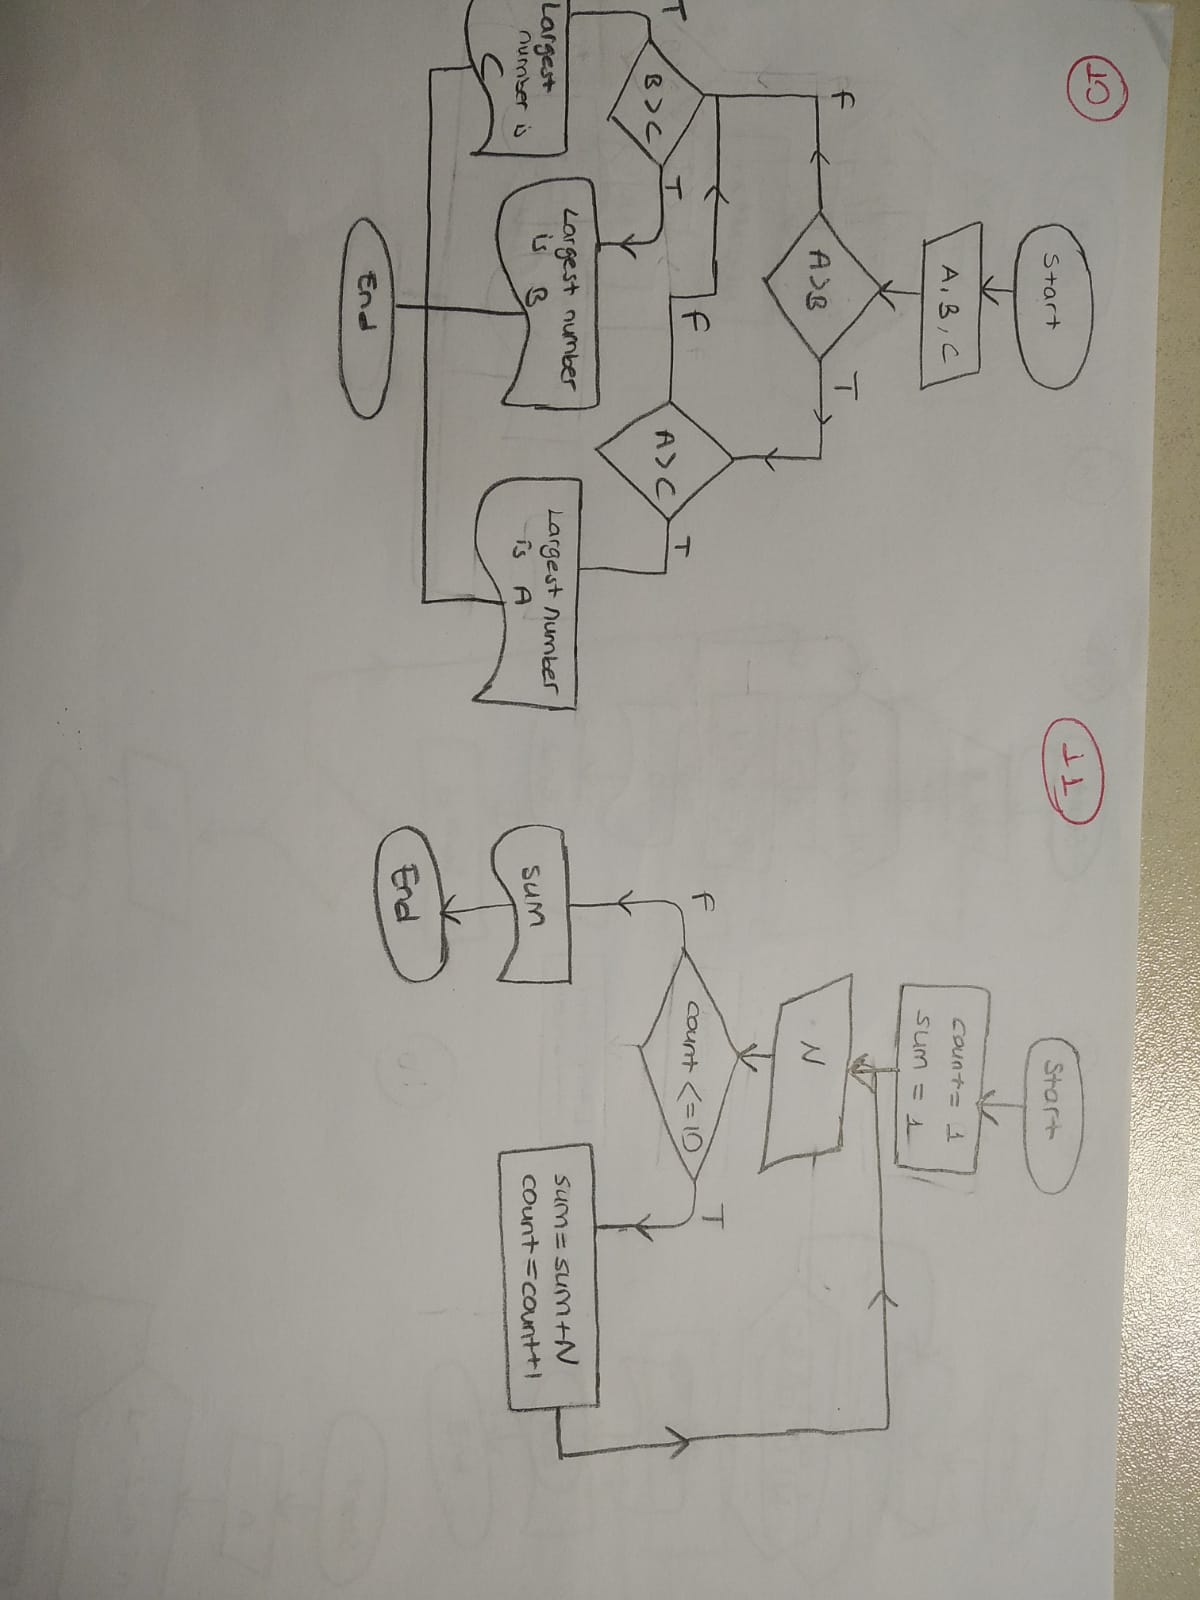 10
Start
A, B, C
A>B
F
T
A>C
F
T
B>C
T
T
Largest
number is
C
Largest number
is B
Largest number
is A
End
11
Start
count = 1
sum = 1
N
count <= 10
F
T
sum = sum + N
count = count + 1
sum
End